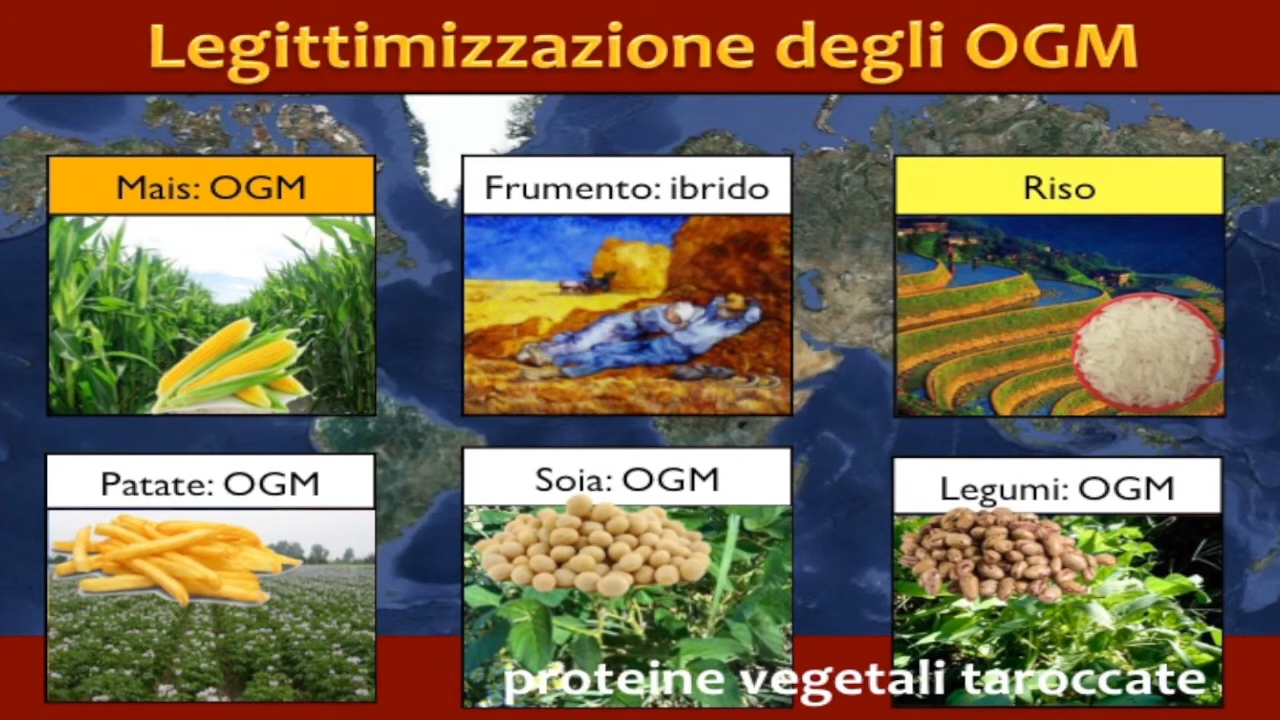 Legittimizzazione degli OGM
Mais: OGM
Frumento: ibrido
Riso
Patate: OGM
Soia: OGM
Legumi: OGM
proteine vegetali taroccate